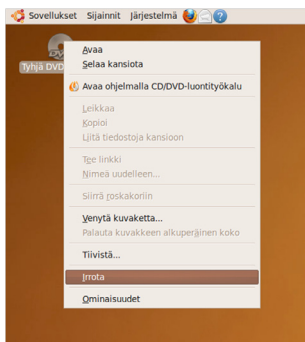 Sovellukset Sijainnit Järjestelmä
Tyhjä DVD
Avaa
Selaa kansiota
Avaa ohjelmalla CD/DVD-luontityökalu
Leikkaa
Kopioi
Liitä tiedostoja kansioon
Tee linkki
Nimeä uudelleen...
Siirrä roskakoriin
Venytä kuvaketta...
Palauta kuvakkeen alkuperäinen koko
Tiivistä...
Irrota
Ominaisuudet